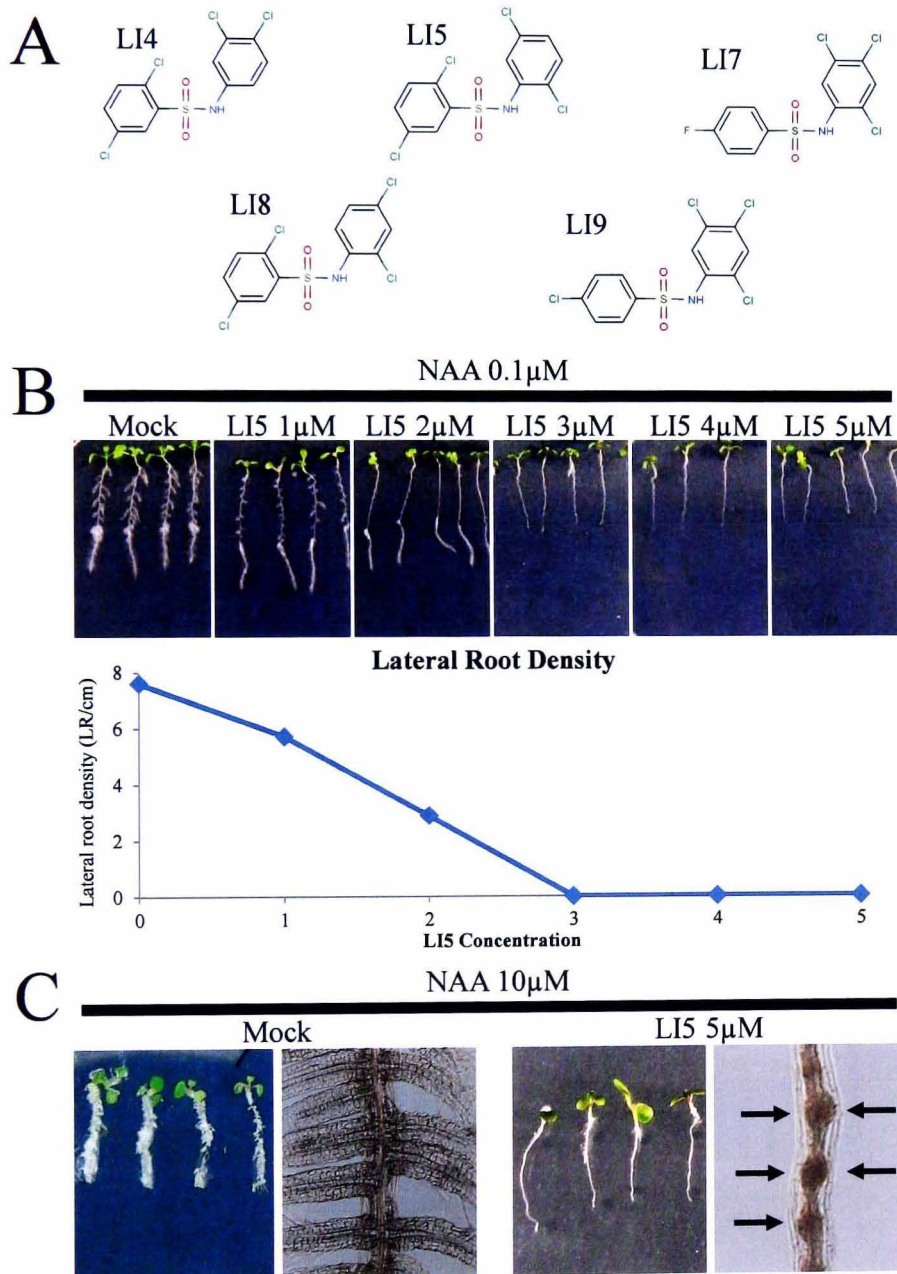 A
LI4
Cl
Cl
Cl
O
S
NH
O
Cl
LI5
Cl
Cl
O
S
NH
O
Cl
Cl
LI7
Cl
Cl
O
F
S
NH
O
Cl
LI8
Cl
Cl
O
S
NH
O
Cl
Cl
LI9
Cl
Cl
O
Cl
S
NH
O
Cl
B
NAA 0.1µM
Mock LI5 1µM LI5 2µM LI5 3µM LI5 4µM LI5 5µM
Lateral Root Density
Lateral root density (LR/cm)
8
6
4
2
0
0 1 2 3 4 5
LI5 Concentration
C
NAA 10µM
Mock LI5 5µM